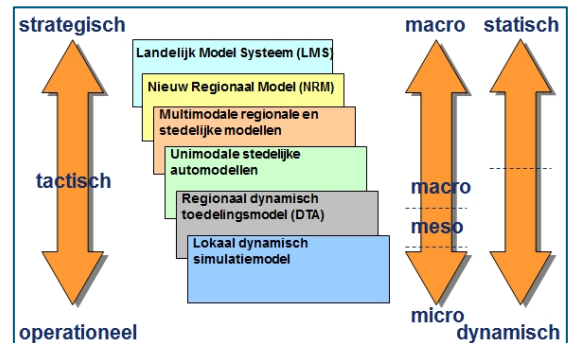 strategisch
macro
statisch
Landelijk Model Systeem (LMS)
Nieuw Regionaal Model (NRM)
Multimodale regionale en
stedelijke modellen
Unimodale stedelijke
automodellen
tactisch
macro
Regionaal dynamisch
toedelingsmodel (DTA)
meso
Lokaal dynamisch
simulatiemodel
micro
operationeel
dynamisch